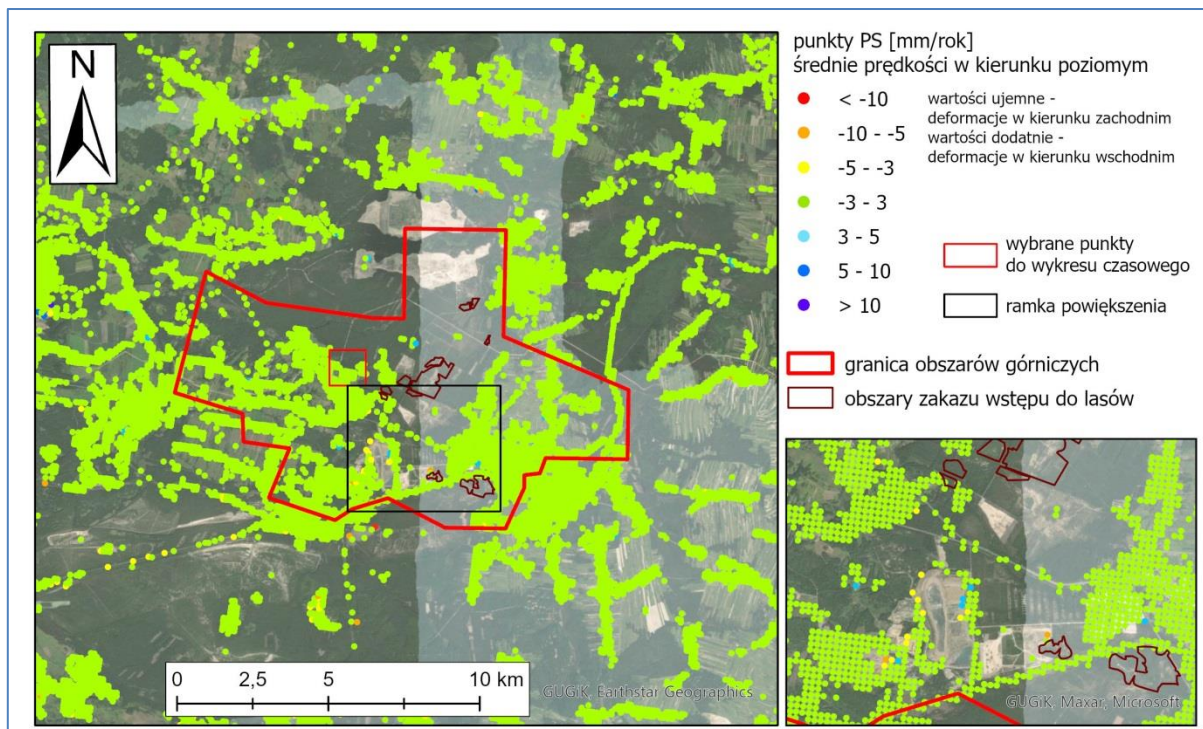 N
punkty PS [mm/rok]
średnie prędkości w kierunku poziomym
< -10
-10 - -5
-5 - -3
-3 - 3
3 - 5
5 - 10
> 10
wartości ujemne -
deformacje w kierunku zachodnim
wartości dodatnie -
deformacje w kierunku wschodnim
wybrane punkty
do wykresu czasowego
ramka powiększenia
granica obszarów górniczych
obszary zakazu wstępu do lasów
0 2,5 5 10 km
GUGiK, Earthstar Geographics
GUGiK, Maxar, Microsoft